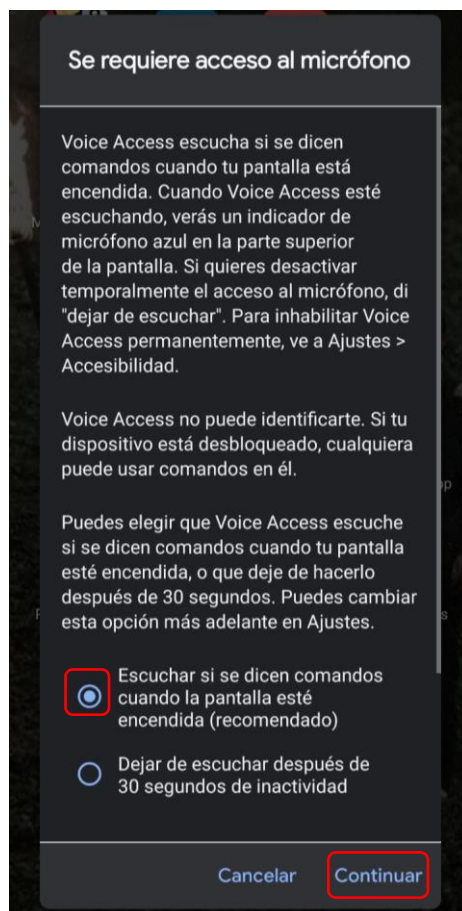 Se requiere acceso al micrófono
Voice Access escucha si se dicen
comandos cuando tu pantalla está
encendida. Cuando Voice Access esté
escuchando, verás un indicador de
micrófono azul en la parte superior
de la pantalla. Si quieres desactivar
temporalmente el acceso al micrófono, di
"dejar de escuchar". Para inhabilitar Voice
Access permanentemente, ve a Ajustes >
Accesibilidad.
Voice Access no puede identificarte. Si tu
dispositivo está desbloqueado, cualquiera
puede usar comandos en él.
Puedes elegir que Voice Access escuche
si se dicen comandos cuando tu pantalla
esté encendida, o que deje de hacerlo
después de 30 segundos. Puedes cambiar
esta opción más adelante en Ajustes.
Escuchar si se dicen comandos
cuando la pantalla esté
encendida (recomendado)
Dejar de escuchar después de
30 segundos de inactividad
Cancelar Continuar